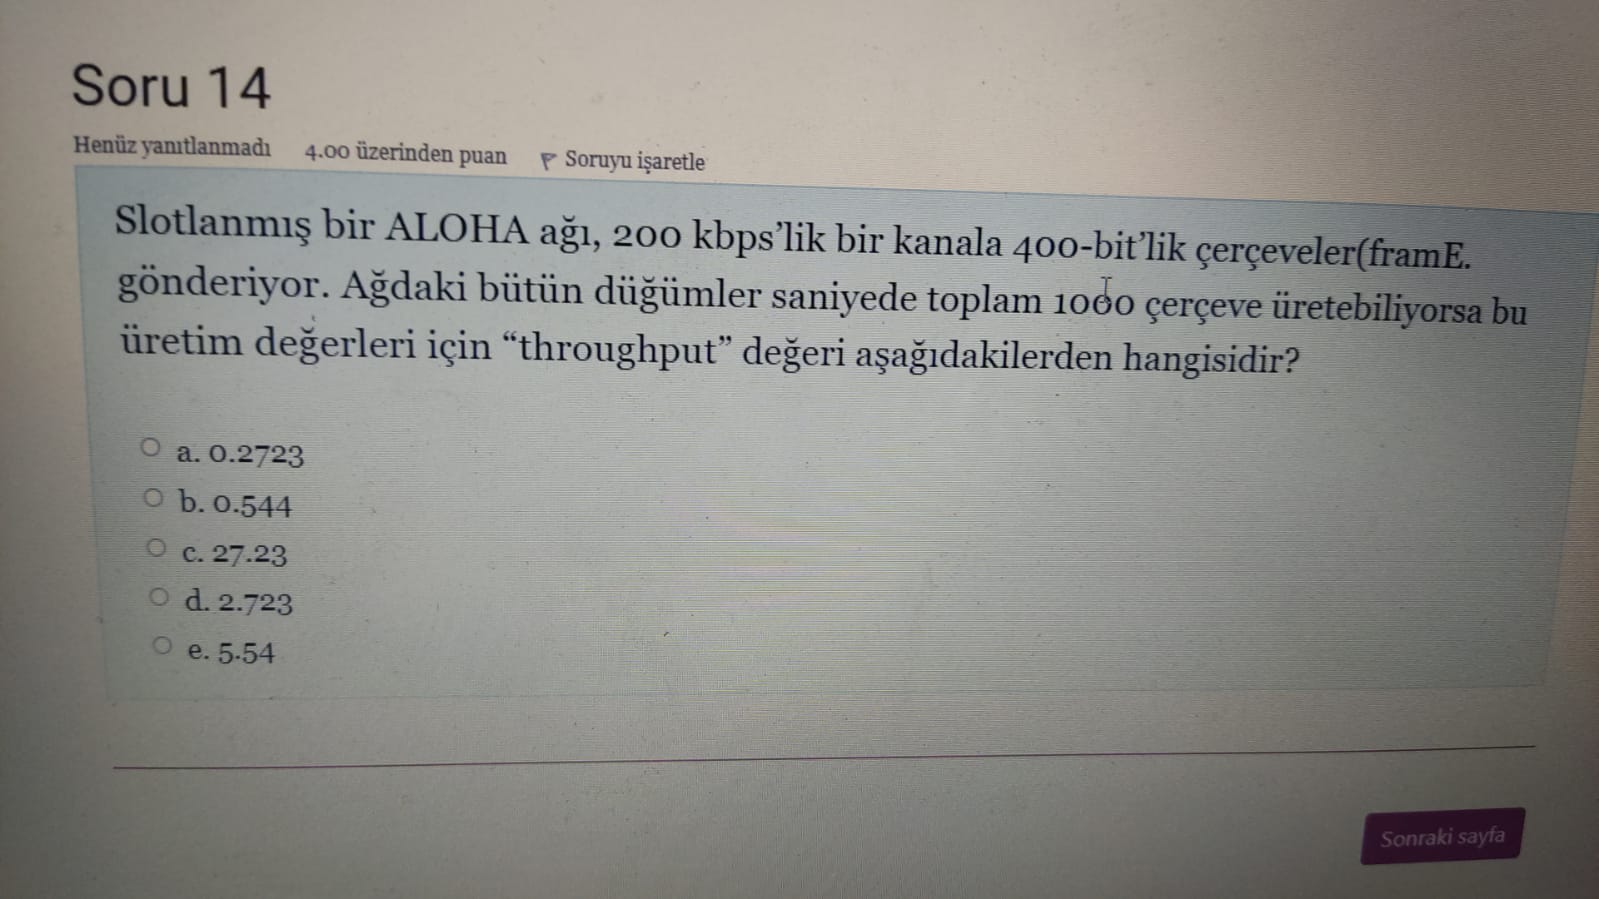 Soru 14
Henüz yanıtlanmadı 4.00 üzerinden puan Soruyu işaretle
Slotlanmış bir ALOHA ağı, 200 kbps'lik bir kanala 400-bit'lik çerçeveler(framE.
gönderiyor. Ağdaki bütün düğümler saniyede toplam 1000 çerçeve üretebiliyorsa bu
üretim değerleri için “throughput” değeri aşağıdakilerden hangisidir?
a. 0.2723
b. 0.544
c. 27.23
d. 2.723
e. 5.54
Sonraki sayfa